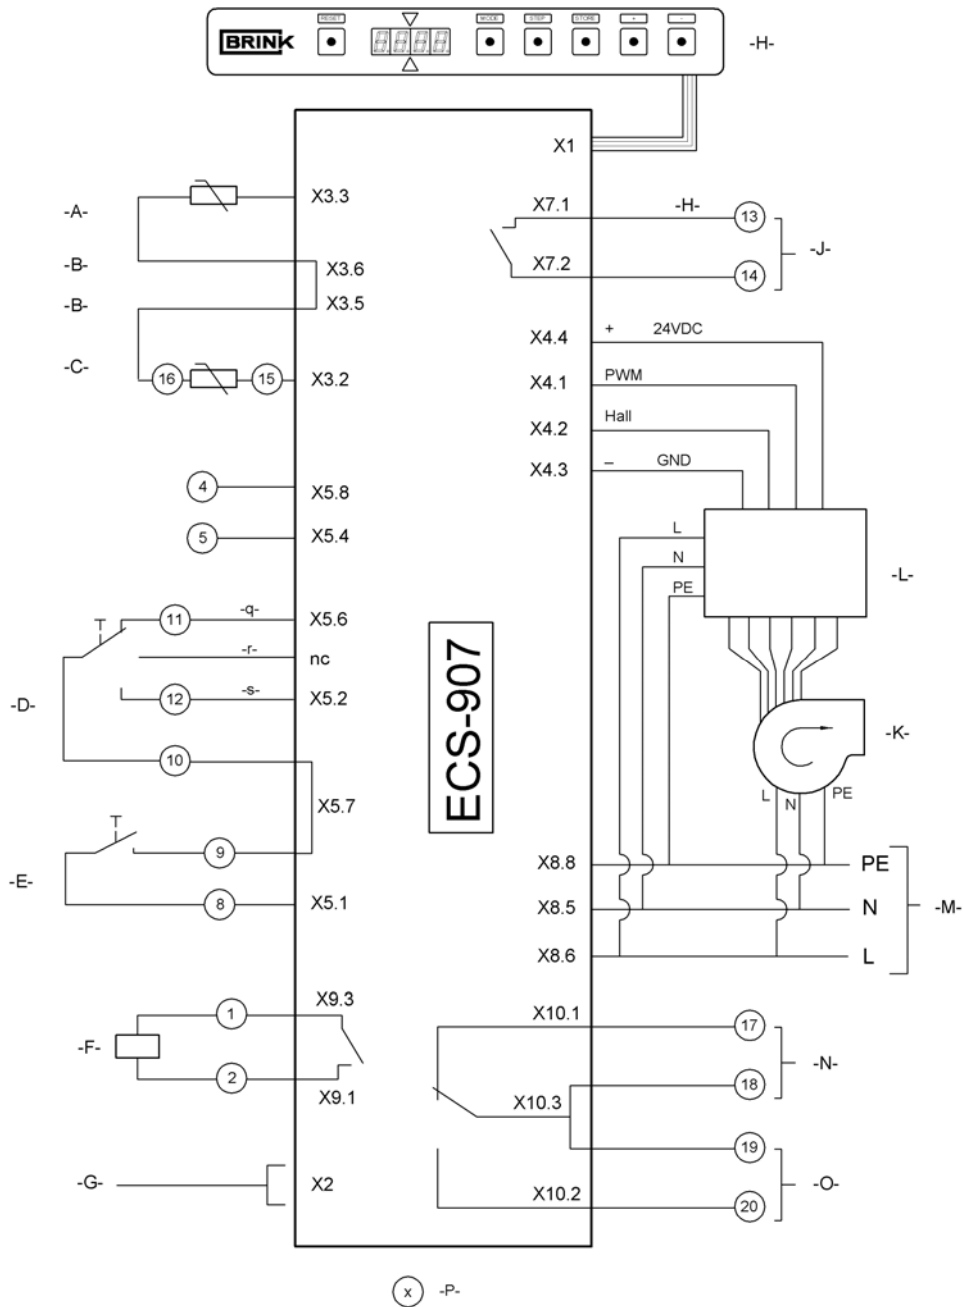 RESET MODE STEP STORE + -
BRINK 8.8.8.8. -H-
X1
X3.3 X7.1 -H- 13
-A- -J-
-B- X3.6 X7.2 14
-B- X3.5
X4.4 + 24VDC
-C- 16 15 X3.2 X4.1 PWM
X4.2 Hall
X4.3 – GND
4 X5.8
5 X5.4 L
N -L-
PE
T 11 -q- X5.6
-r- nc
-D- 12 -s- X5.2
ECS-907
10 -K-
X5.7 L N PE
T 9
-E- X8.8 PE
8 X5.1 X8.5 N -M-
X8.6 L
1 X9.3 X10.1 17
-F- -N-
2 X9.1 X10.3 18
19
-G- X2 -O-
X10.2 20
x -P-